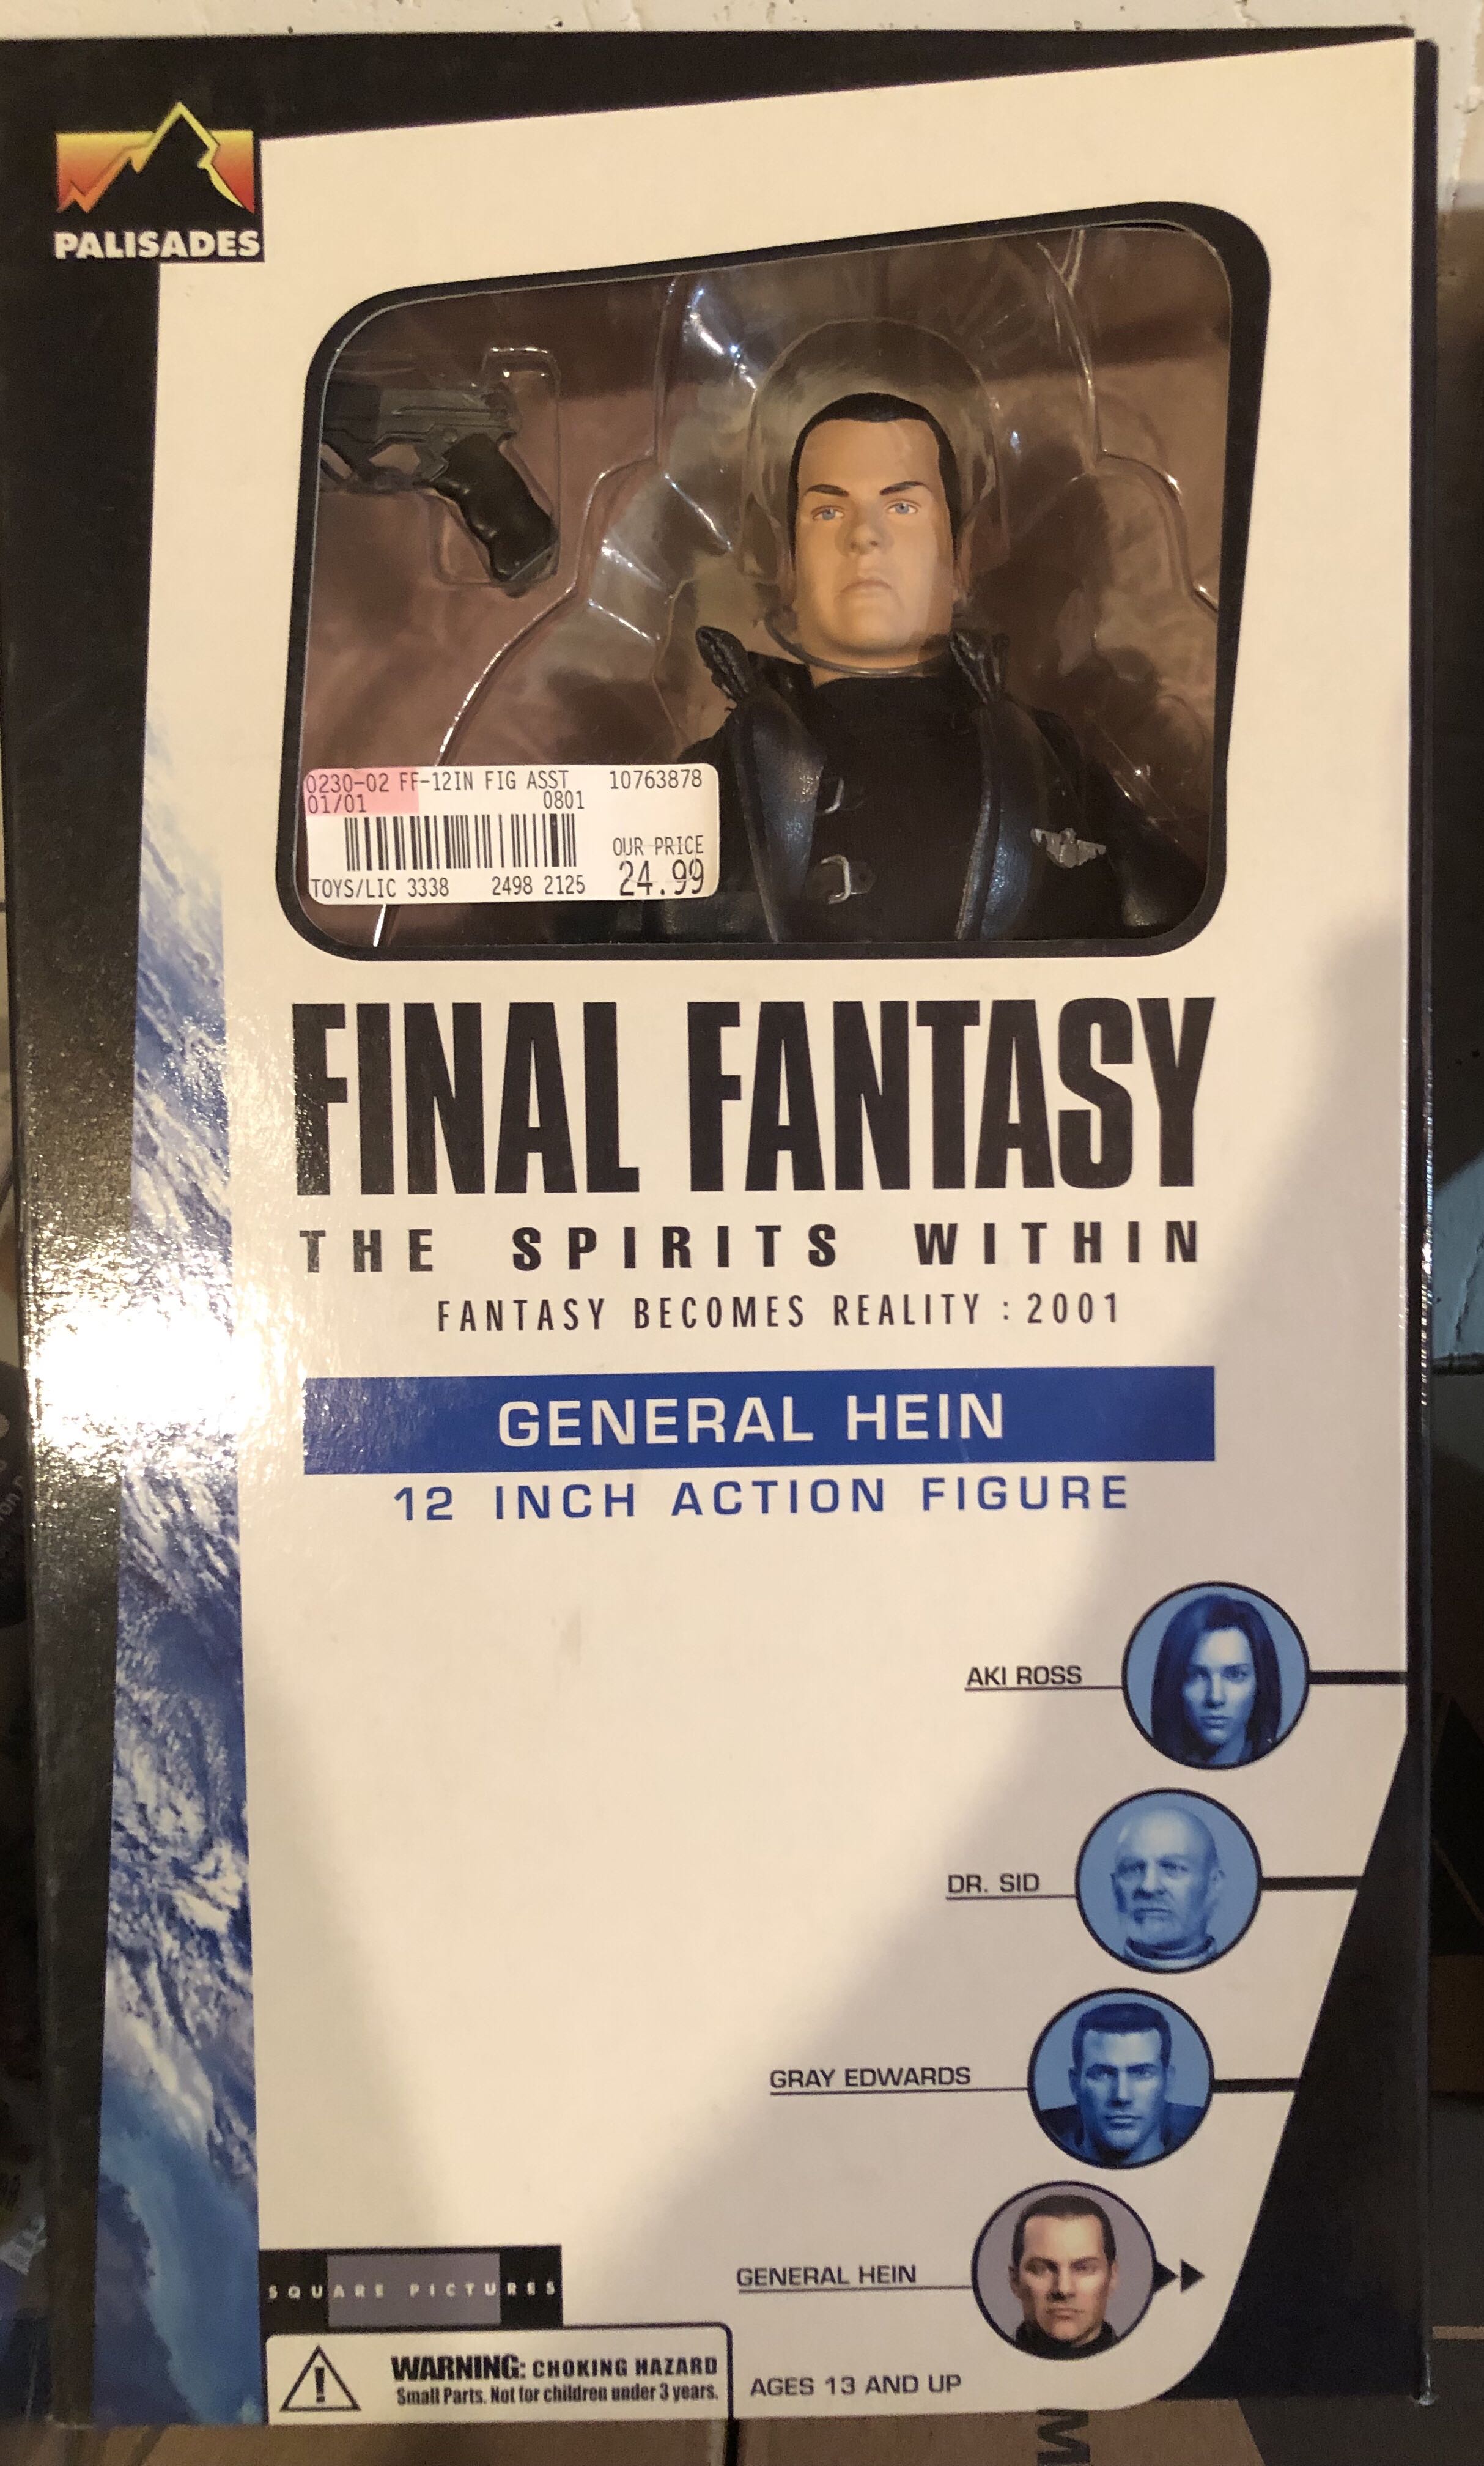 PALISADES
0230-02 FF-12IN FIG ASST 10763878
01/01 0801
OUR PRICE
24.99
TOYS/LIC 3338 2498 2125
FINAL FANTASY
THE SPIRITS WITHIN
FANTASY BECOMES REALITY : 2001
GENERAL HEIN
12 INCH ACTION FIGURE
AKI ROSS
DR. SID
GRAY EDWARDS
GENERAL HEIN
SQUARE PICTURES
WARNING: CHOKING HAZARD
Small Parts. Not for children under 3 years.
AGES 13 AND UP
M